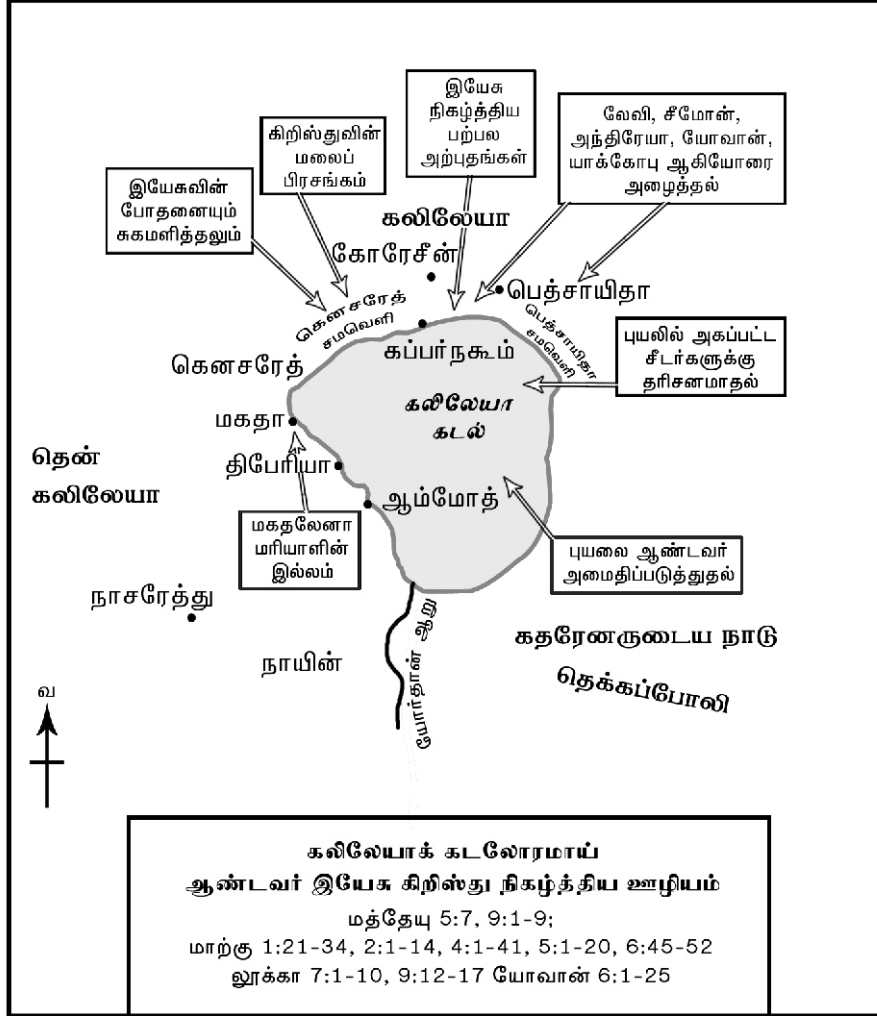 இயேசு
நிகழ்த்திய
பற்பல
அற்புதங்கள்
லேவி, சீமோன்,
அந்திரேயா, யோவான்,
யாக்கோபு ஆகியோரை
அழைத்தல்
கிறிஸ்துவின்
மலைப்
பிரசங்கம்
இயேசுவின்
போதனையும்
சுகமளித்தலும்
கலிலேயா
கோரேசீன்
பெத்சாயிதா
கெனசரேத்
சமவெளி
பெத்சாயிதா
சமவெளி
கப்பர்நகூம்
புயலில் அகப்பட்ட
சீடர்களுக்கு
தரிசனமாதல்
கெனசரேத்
கலிலேயா
கடல்
மகதா
தென்
கலிலேயா
திபேரியா
ஆம்மோத்
மகதலேனா
மரியாளின்
இல்லம்
புயலை ஆண்டவர்
அமைதிப்படுத்துதல்
நாசரேத்து
நாயின்
யோர்தான் ஆறு
கதரேனருடைய நாடு
தெக்கப்போலி
வ
கலிலேயாக் கடலோரமாய்
ஆண்டவர் இயேசு கிறிஸ்து நிகழ்த்திய ஊழியம்
மத்தேயு 5:7, 9:1-9;
மாற்கு 1:21-34, 2:1-14, 4:1-41, 5:1-20, 6:45-52
லூக்கா 7:1-10, 9:12-17 யோவான் 6:1-25